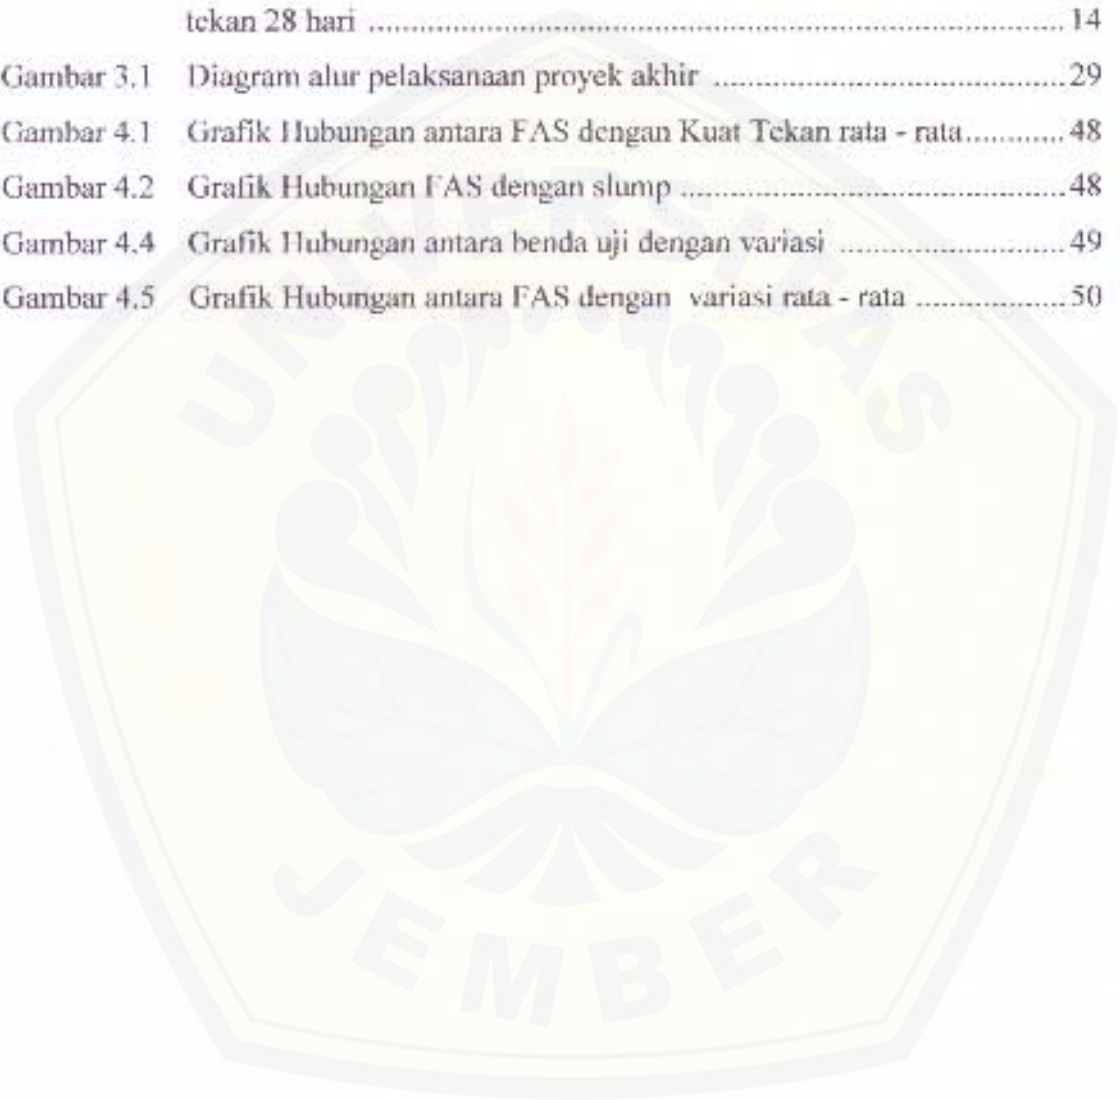 tekan 28 hari ........................................................................ 14
Gambar 3.1 Diagram alur pelaksanaan proyek akhir .................................... 29
Gambar 4.1 Grafik Hubungan antara FAS dengan Kuat Tekan rata - rata............ 48
Gambar 4.2 Grafik Hubungan FAS dengan slump ....................................... 48
Gambar 4.4 Grafik Hubungan antara benda uji dengan variasi ....................... 49
Gambar 4.5 Grafik Hubungan antara FAS dengan variasi rata - rata ................. 50
UNIVERSITAS
JEMBER